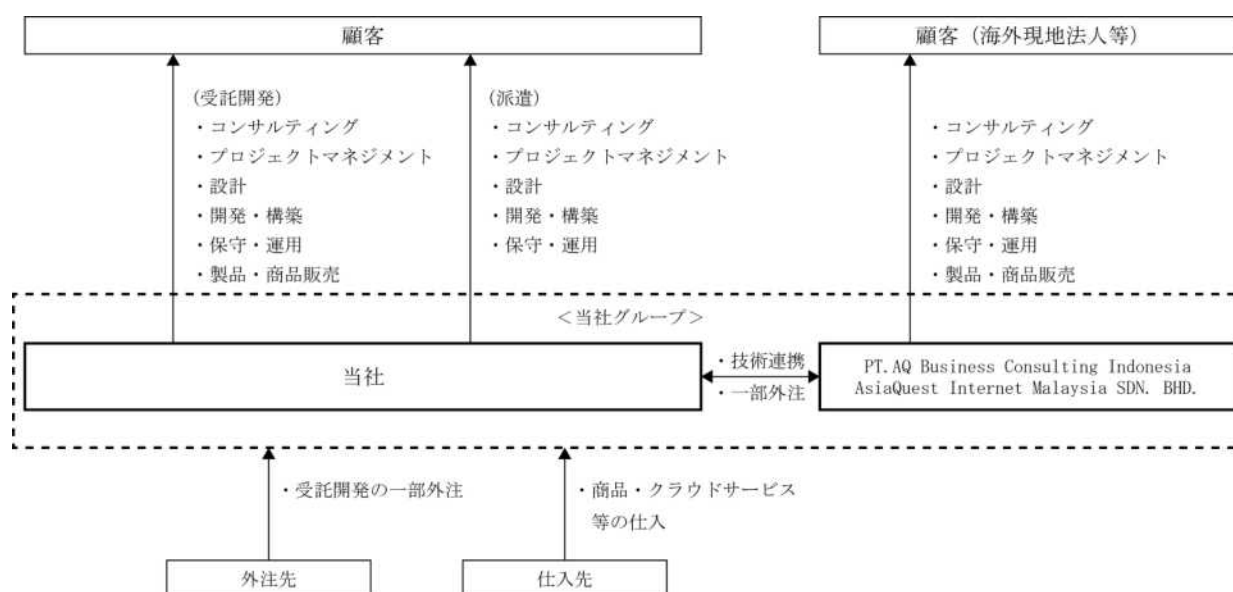 顧客
顧客（海外現地法人等）
(受託開発)
・コンサルティング
・プロジェクトマネジメント
・設計
・開発・構築
・保守・運用
・製品・商品販売
(派遣)
・コンサルティング
・プロジェクトマネジメント
・設計
・開発・構築
・保守・運用
・コンサルティング
・プロジェクトマネジメント
・設計
・開発・構築
・保守・運用
・製品・商品販売
＜当社グループ＞
当社
・技術連携
・一部外注
PT.AQ Business Consulting Indonesia
AsiaQuest Internet Malaysia SDN. BHD.
・受託開発の一部外注
・商品・クラウドサービス
等の仕入
外注先
仕入先